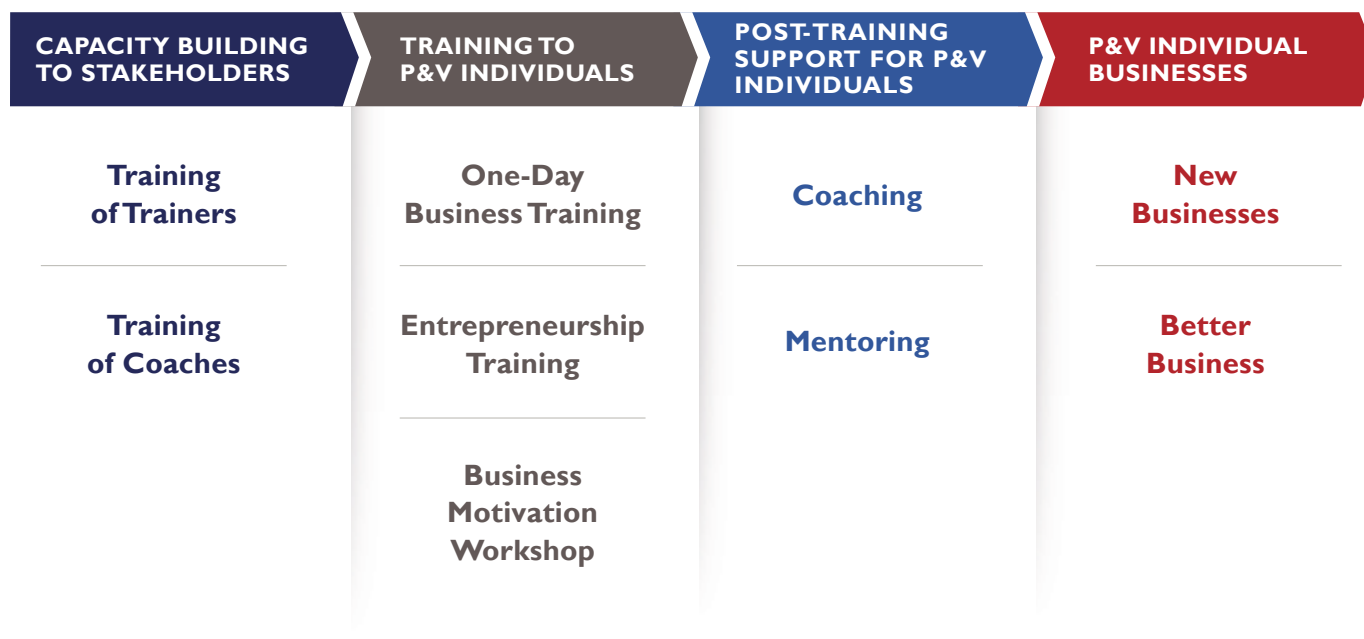 CAPACITY BUILDING
TO STAKEHOLDERS
TRAINING TO
P&V INDIVIDUALS
POST-TRAINING
SUPPORT FOR P&V
INDIVIDUALS
P&V INDIVIDUAL
BUSINESSES
Training
of Trainers
Training
of Coaches
One-Day
Business Training
Entrepreneurship
Training
Business
Motivation
Workshop
Coaching
Mentoring
New
Businesses
Better
Business